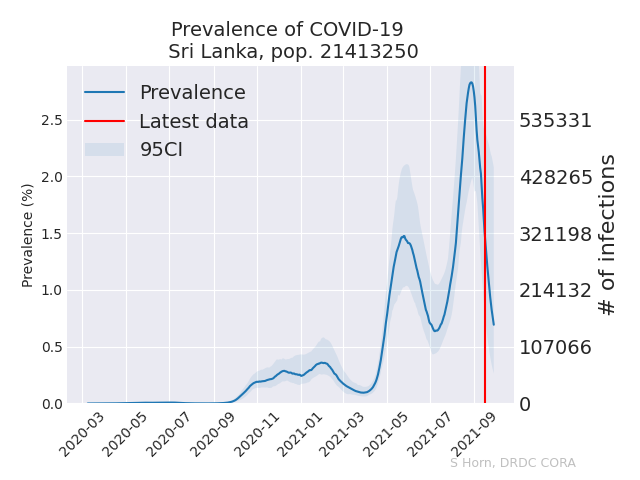 Prevalence of COVID-19
Sri Lanka, pop. 21413250
Prevalence
Latest data
95CI
Prevalence (%)
2.5
2.0
1.5
1.0
0.5
0.0
535331
428265
321198
214132
107066
0
# of infections
2020-03
2020-05
2020-07
2020-09
2020-11
2021-01
2021-03
2021-05
2021-07
2021-09
S Horn, DRDC CORA